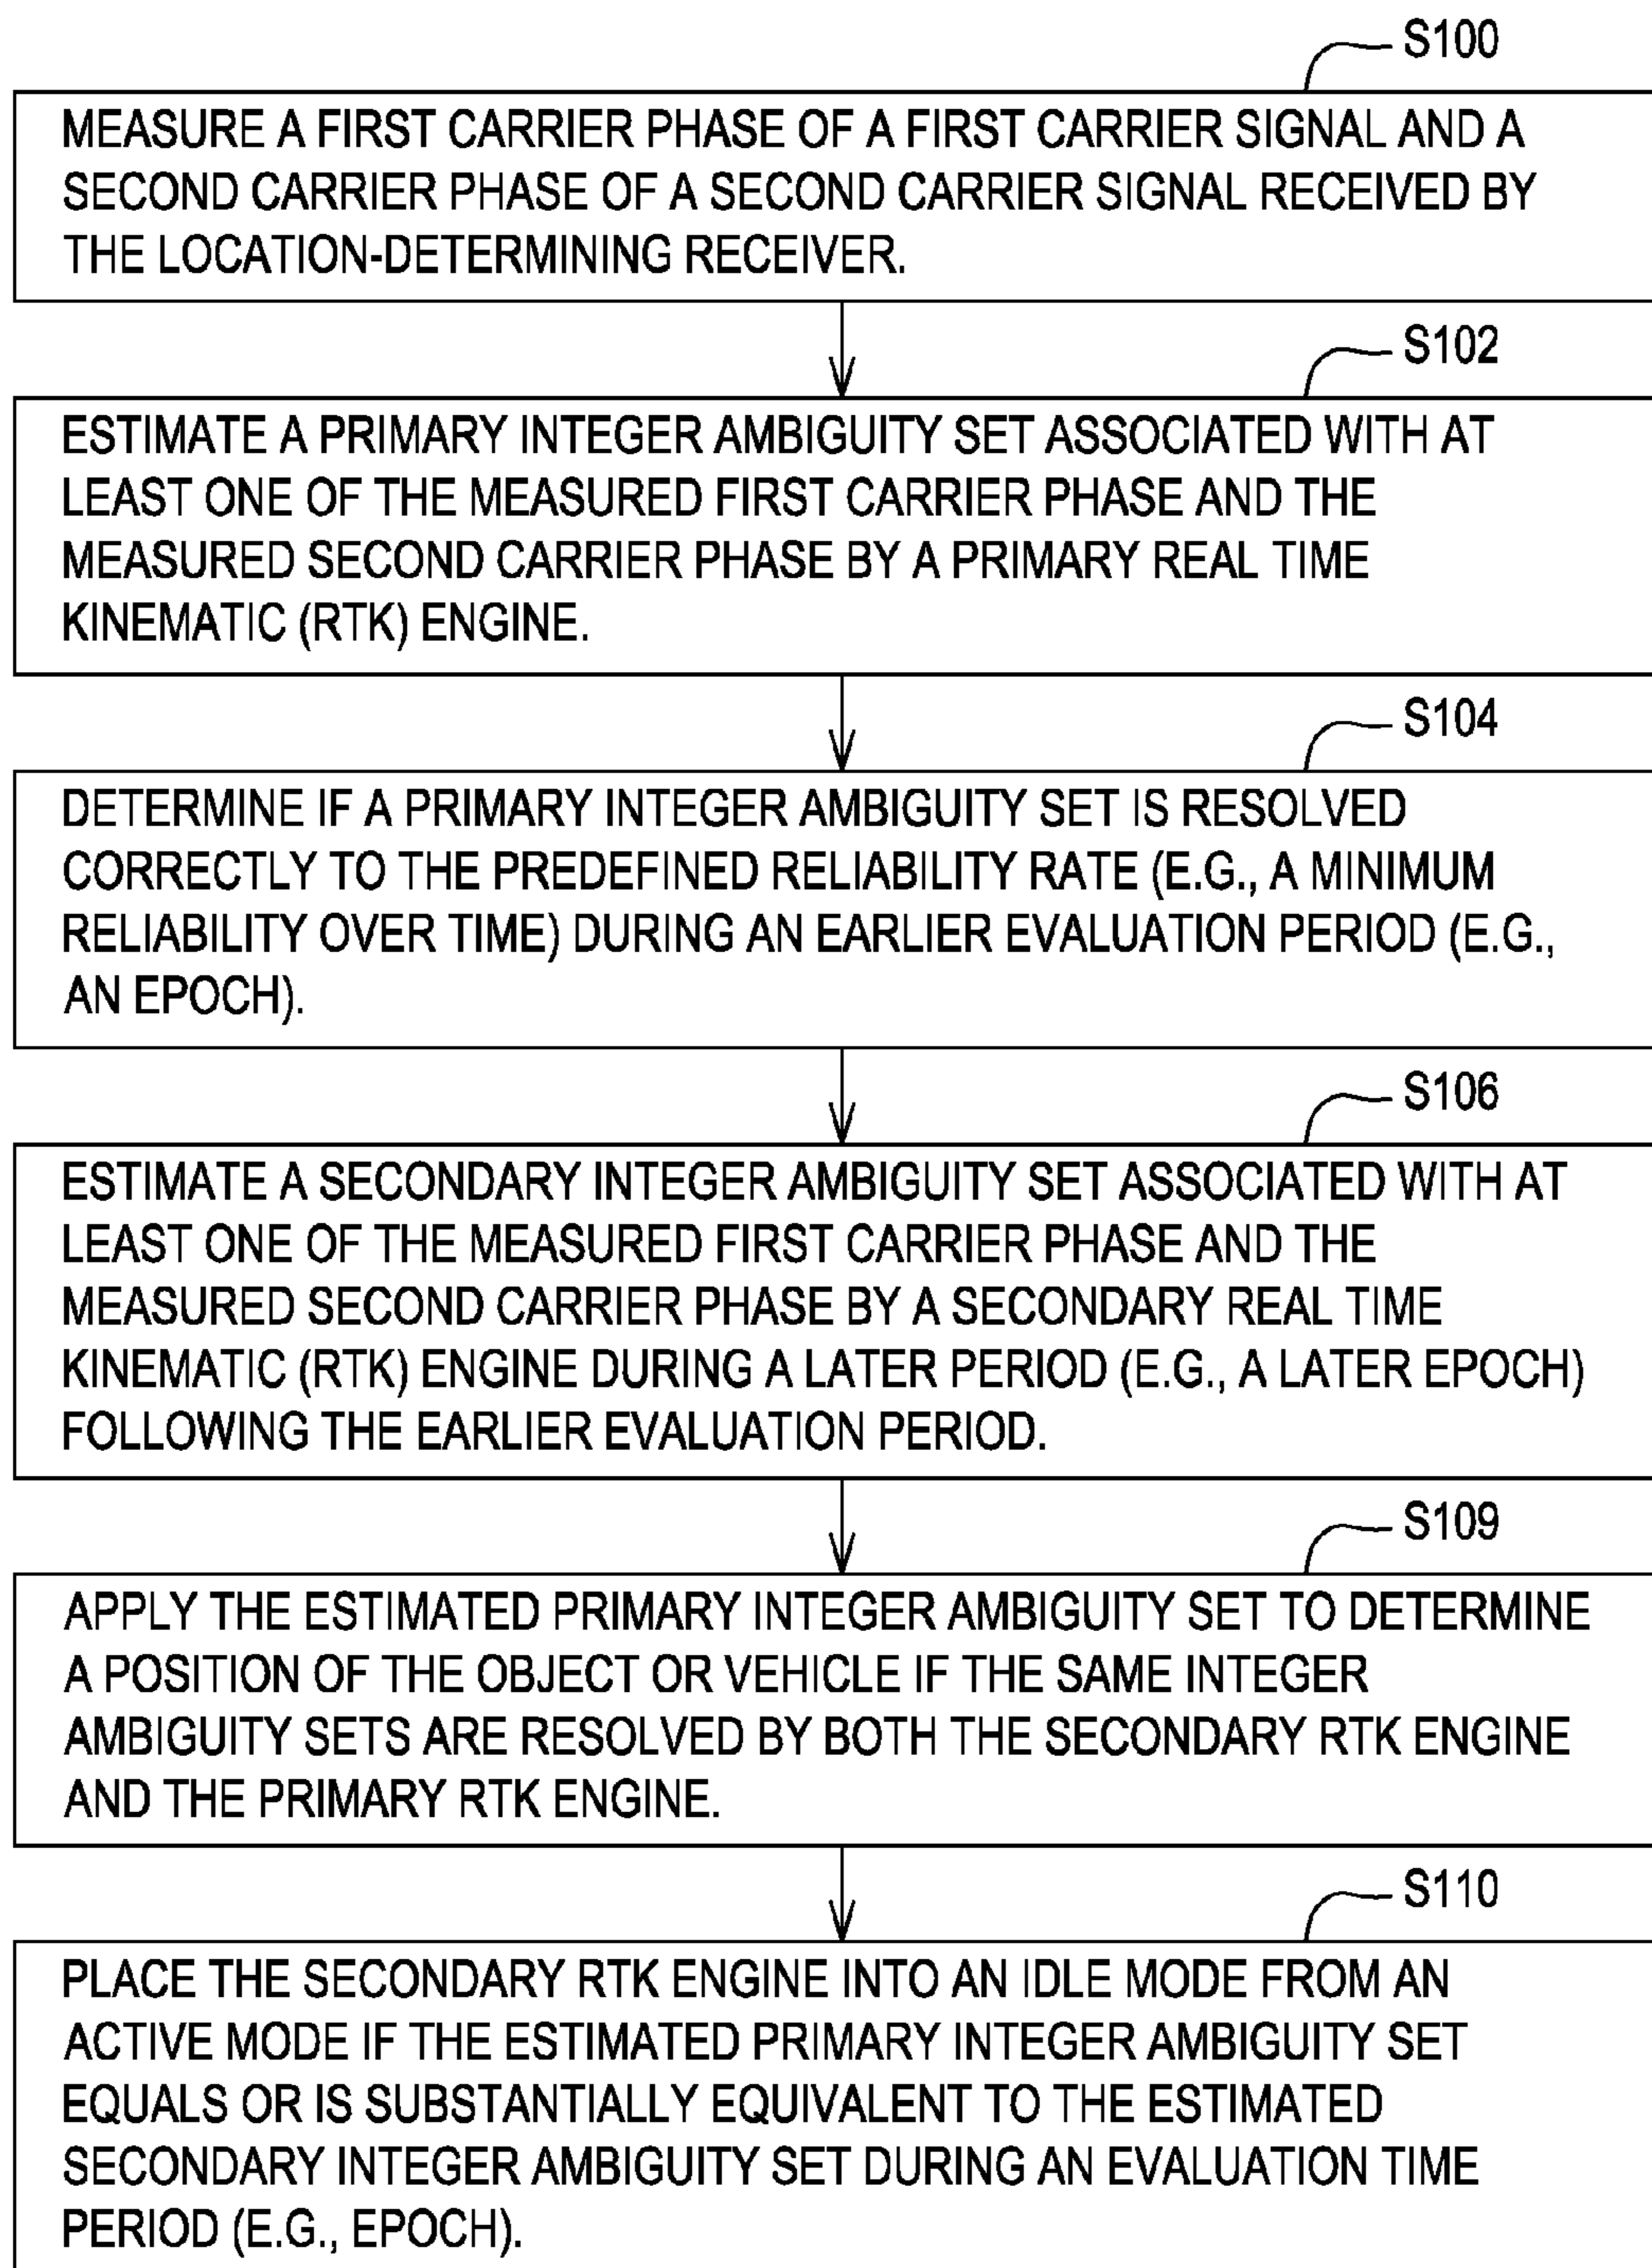 S100
MEASURE A FIRST CARRIER PHASE OF A FIRST CARRIER SIGNAL AND A
SECOND CARRIER PHASE OF A SECOND CARRIER SIGNAL RECEIVED BY
THE LOCATION-DETERMINING RECEIVER.
S102
ESTIMATE A PRIMARY INTEGER AMBIGUITY SET ASSOCIATED WITH AT
LEAST ONE OF THE MEASURED FIRST CARRIER PHASE AND THE
MEASURED SECOND CARRIER PHASE BY A PRIMARY REAL TIME
KINEMATIC (RTK) ENGINE.
S104
DETERMINE IF A PRIMARY INTEGER AMBIGUITY SET IS RESOLVED
CORRECTLY TO THE PREDEFINED RELIABILITY RATE (E.G., A MINIMUM
RELIABILITY OVER TIME) DURING AN EARLIER EVALUATION PERIOD (E.G.,
AN EPOCH).
S106
ESTIMATE A SECONDARY INTEGER AMBIGUITY SET ASSOCIATED WITH AT
LEAST ONE OF THE MEASURED FIRST CARRIER PHASE AND THE
MEASURED SECOND CARRIER PHASE BY A SECONDARY REAL TIME
KINEMATIC (RTK) ENGINE DURING A LATER PERIOD (E.G., A LATER EPOCH)
FOLLOWING THE EARLIER EVALUATION PERIOD.
S109
APPLY THE ESTIMATED PRIMARY INTEGER AMBIGUITY SET TO DETERMINE
A POSITION OF THE OBJECT OR VEHICLE IF THE SAME INTEGER
AMBIGUITY SETS ARE RESOLVED BY BOTH THE SECONDARY RTK ENGINE
AND THE PRIMARY RTK ENGINE.
S110
PLACE THE SECONDARY RTK ENGINE INTO AN IDLE MODE FROM AN
ACTIVE MODE IF THE ESTIMATED PRIMARY INTEGER AMBIGUITY SET
EQUALS OR IS SUBSTANTIALLY EQUIVALENT TO THE ESTIMATED
SECONDARY INTEGER AMBIGUITY SET DURING AN EVALUATION TIME
PERIOD (E.G., EPOCH).